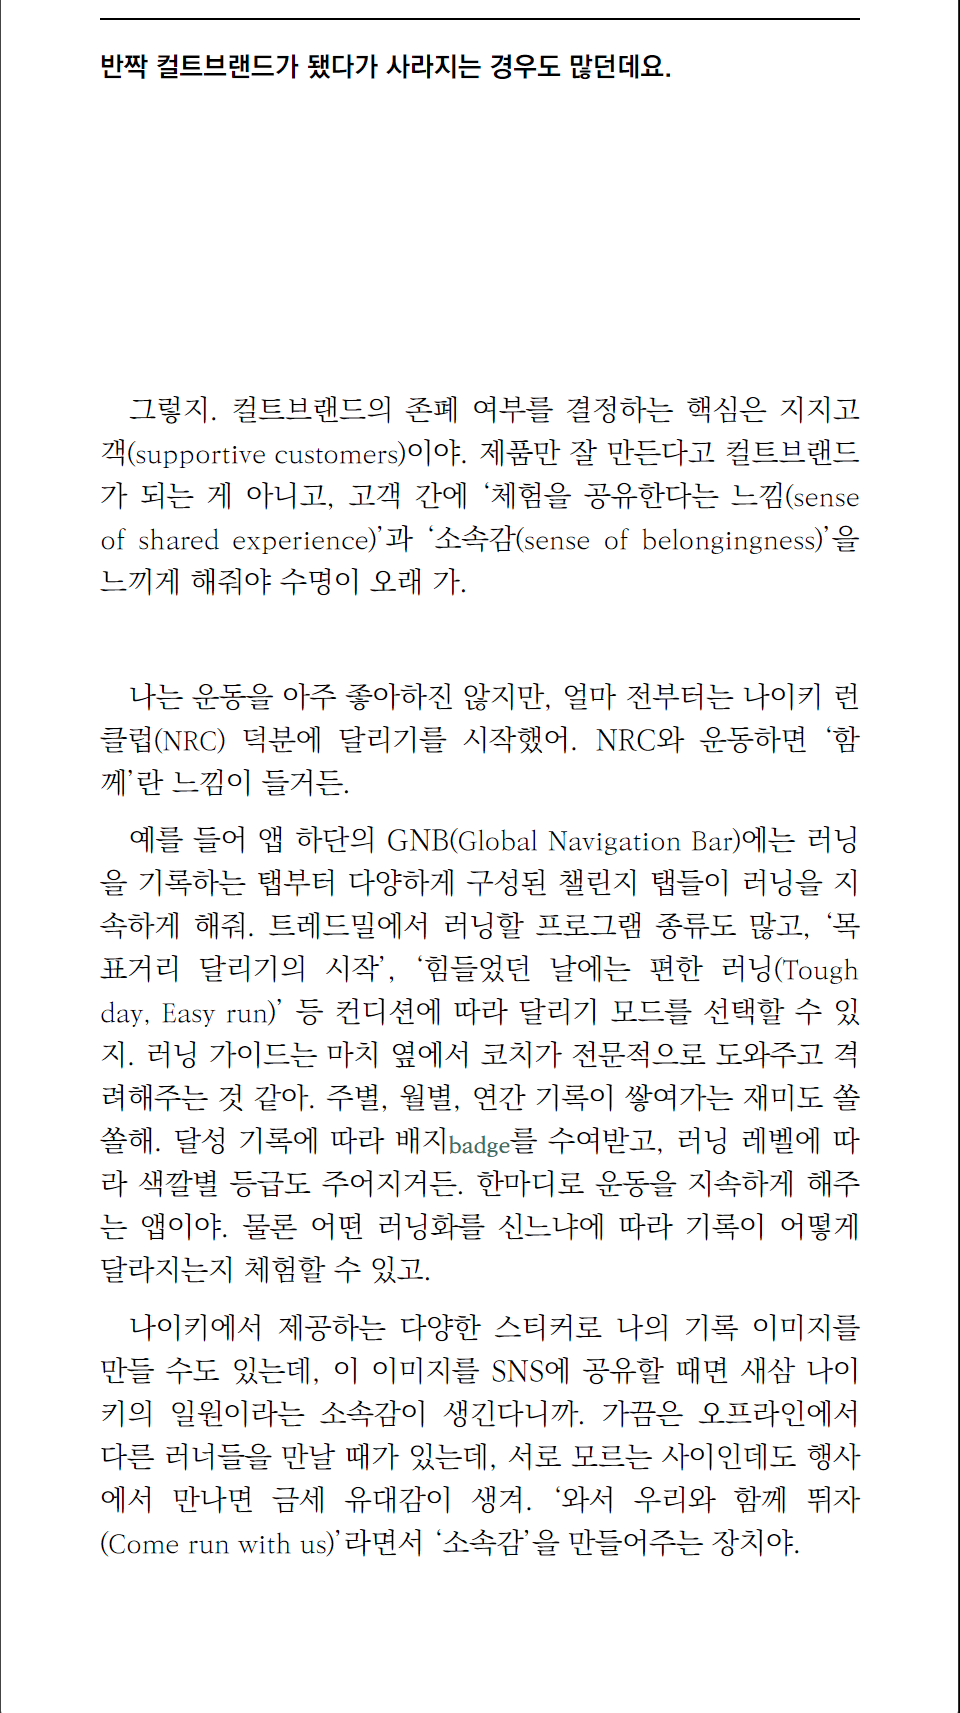 반짝 컬트브랜드가 됐다가 사라지는 경우도 많던데요.
그렇지. 컬트브랜드의 존폐 여부를 결정하는 핵심은 지지고
객(supportive customers)이야. 제품만 잘 만든다고 컬트브랜드
가 되는 게 아니고, 고객 간에 ‘체험을 공유한다는 느낌(sense
of shared experience)’과 ‘소속감(sense of belongingness)’을
느끼게 해줘야 수명이 오래 가.
나는 운동을 아주 좋아하진 않지만, 얼마 전부터는 나이키 런
클럽(NRC) 덕분에 달리기를 시작했어. NRC와 운동하면 ‘함
께’란 느낌이 들거든.
예를 들어 앱 하단의 GNB(Global Navigation Bar)에는 러닝
을 기록하는 탭부터 다양하게 구성된 챌린지 탭들이 러닝을 지
속하게 해줘. 트레드밀에서 러닝할 프로그램 종류도 많고, ‘목
표거리 달리기의 시작’, ‘힘들었던 날에는 편한 러닝(Tough
day, Easy run)’ 등 컨디션에 따라 달리기 모드를 선택할 수 있
지. 러닝 가이드는 마치 옆에서 코치가 전문적으로 도와주고 격
려해주는 것 같아. 주별, 월별, 연간 기록이 쌓여가는 재미도 쏠
쏠해. 달성 기록에 따라 배지badge를 수여받고, 러닝 레벨에 따
라 색깔별 등급도 주어지거든. 한마디로 운동을 지속하게 해주
는 앱이야. 물론 어떤 러닝화를 신느냐에 따라 기록이 어떻게
달라지는지 체험할 수 있고.
나이키에서 제공하는 다양한 스티커로 나의 기록 이미지를
만들 수도 있는데, 이 이미지를 SNS에 공유할 때면 새삼 나이
키의 일원이라는 소속감이 생긴다니까. 가끔은 오프라인에서
다른 러너들을 만날 때가 있는데, 서로 모르는 사이인데도 행사
에서 만나면 금세 유대감이 생겨. ‘와서 우리와 함께 뛰자
(Come run with us)’라면서 ‘소속감’을 만들어주는 장치야.